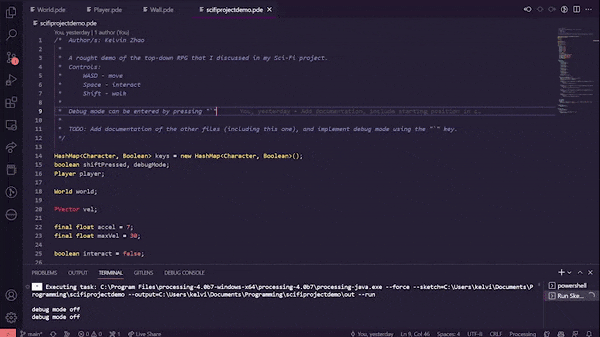 World.pde
Player.pde
Wall.pde
scifiprojectdemo.pde
scifiprojectdemo.pde
You, yesterday | 1 author (You)
1 /* Author/s: Kelvin Zhao
2 *
3 * A rought demo of the top-down RPG that I discussed in my Sci-Fi project.
4 * Controls:
5 * WASD - move
6 * Space - interact
7 * Shift - walk
8 *
9 * Debug mode can be entered by pressing "`" You, yesterday • Add documentation, include starting position in s…
10 *
11 * TODO: Add documentation of the other files (including this one), and implement debug mode using the "`" key.
12 */
13
14 HashMap<Character, Boolean> keys = new HashMap<Character, Boolean>();
15 boolean shiftPressed, debugMode;
16 Player player;
17
18 World world;
19
20 PVector vel;
21
22 final float accel = 7;
23 final float maxVel = 30;
24
25 boolean interact = false;
PROBLEMS OUTPUT TERMINAL GITLENS DEBUG CONSOLE
* Executing task: C:\Program Files\processing-4.0b7-windows-x64\processing-4.0b7\processing-java.exe --force --sketch=C:\Users\kelvi\Documents\P
rogramming\scifiprojectdemo --output=C:\Users\kelvi\Documents\Programming\scifiprojectdemo\out --run
debug mode off
debug mode off
powershell
Run Ske...
main* 0 0 1 Live Share You, yesterday Ln 9, Col 46 Spaces: 4 UTF-8 CRLF Processing